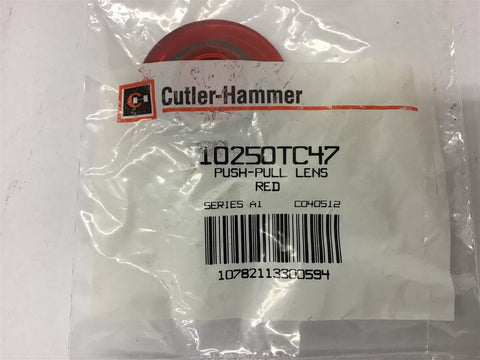 Cutler-Hammer
10250TC47
PUSH-PULL LENS
RED
SERIES A1 C040512
10782113300594